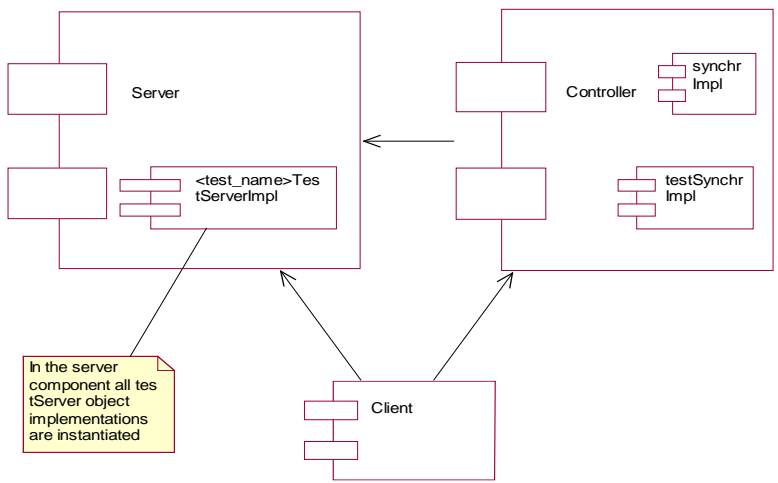 Server
<test_name>Tes
tServerImpl
Controller
synchr
Impl
testSynchr
Impl
In the server
component all tes
tServer object
implementations
are instantiated
Client